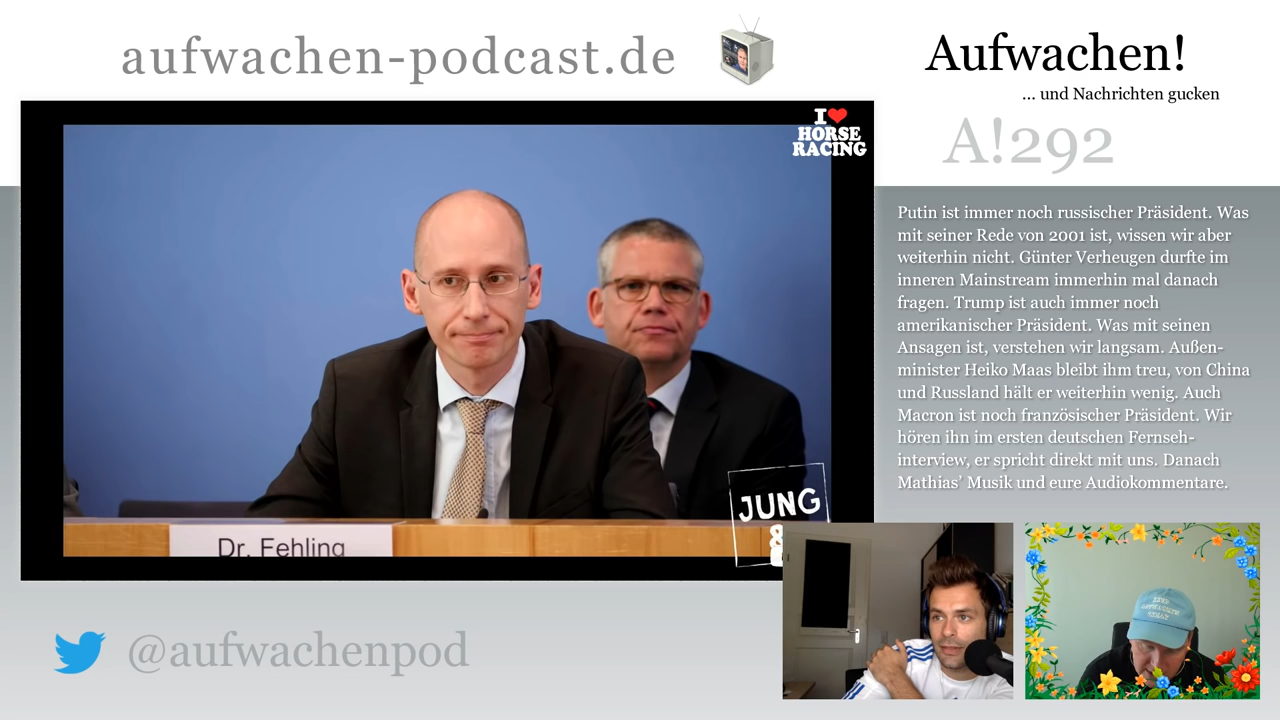 aufwachen-podcast.de
Aufwachen!
... und Nachrichten gucken
A!292
I
HORSE
RACING
Putin ist immer noch russischer Präsident. Was
mit seiner Rede von 2001 ist, wissen wir aber
weiterhin nicht. Günter Verheugen durfte im
inneren Mainstream immerhin mal danach
fragen. Trump ist auch immer noch
amerikanischer Präsident. Was mit seinen
Ansagen ist, verstehen wir langsam. Außen-
minister Heiko Maas bleibt ihm treu, von China
und Russland hält er weiterhin wenig. Auch
Macron ist noch französischer Präsident. Wir
hören ihn im ersten deutschen Fernseh-
interview, er spricht direkt mit uns. Danach
Mathias’ Musik und eure Audiokommentare.
JUNG
&
Dr. Fehling
@aufwachenpod